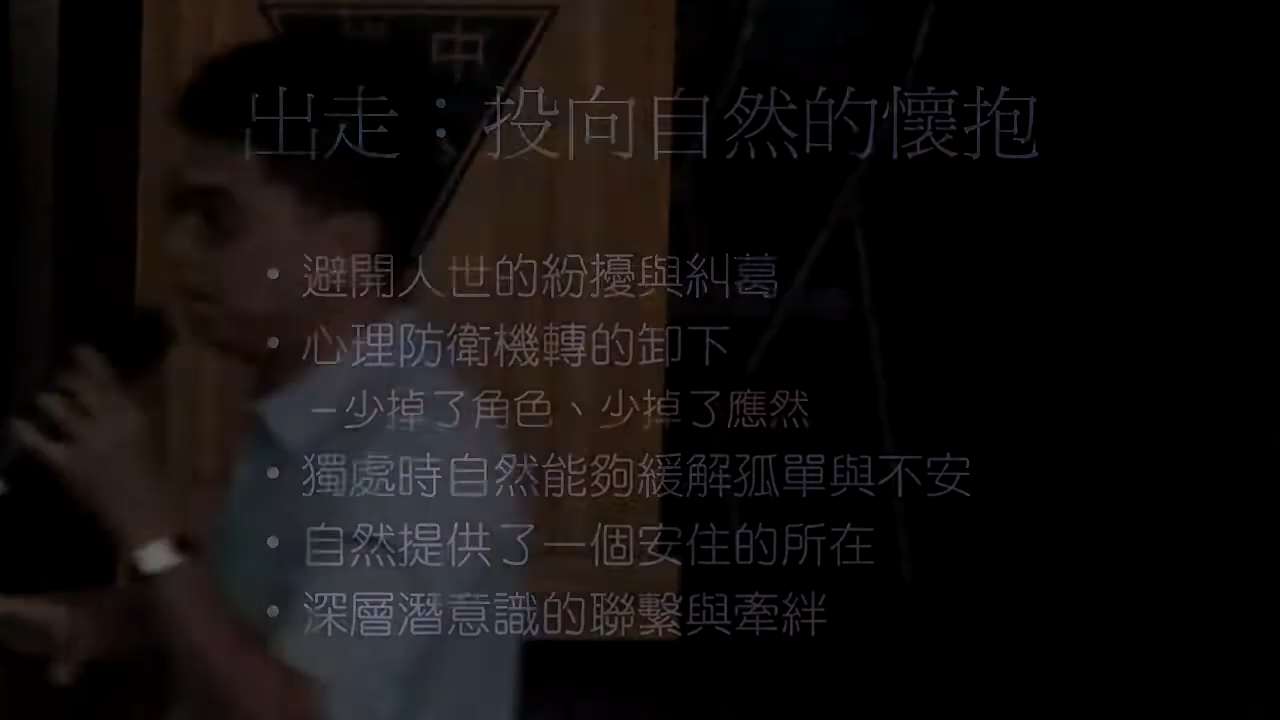 中
出走：投向自然的懷抱
• 避開人世的紛擾與糾葛
• 心理防衛機轉的卸下
–少掉了角色、少掉了應然
• 獨處時自然能夠緩解孤單與不安
• 自然提供了一個安住的所在
• 深層潛意識的聯繫與牽絆